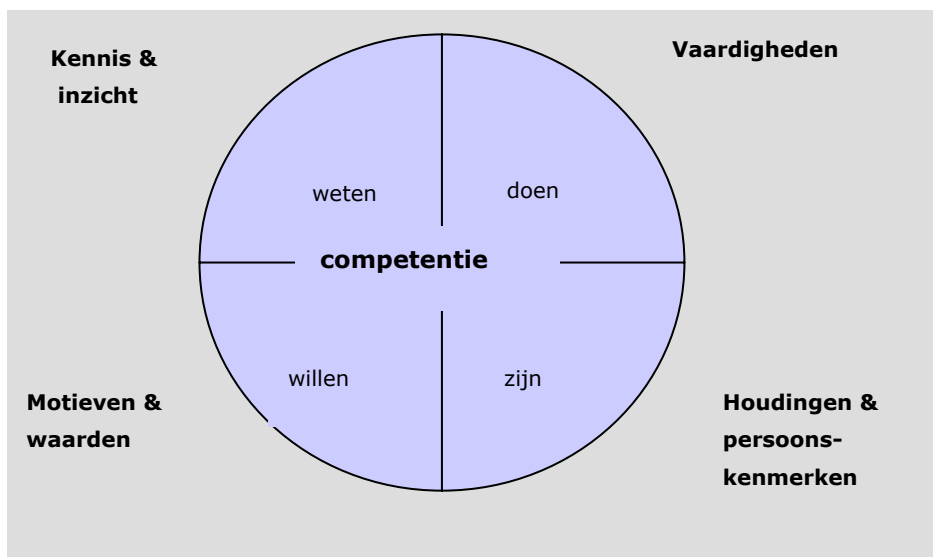 Kennis &
inzicht
Vaardigheden
weten
doen
competentie
willen
zijn
Motieven &
waarden
Houdingen &
persoons-
kenmerken